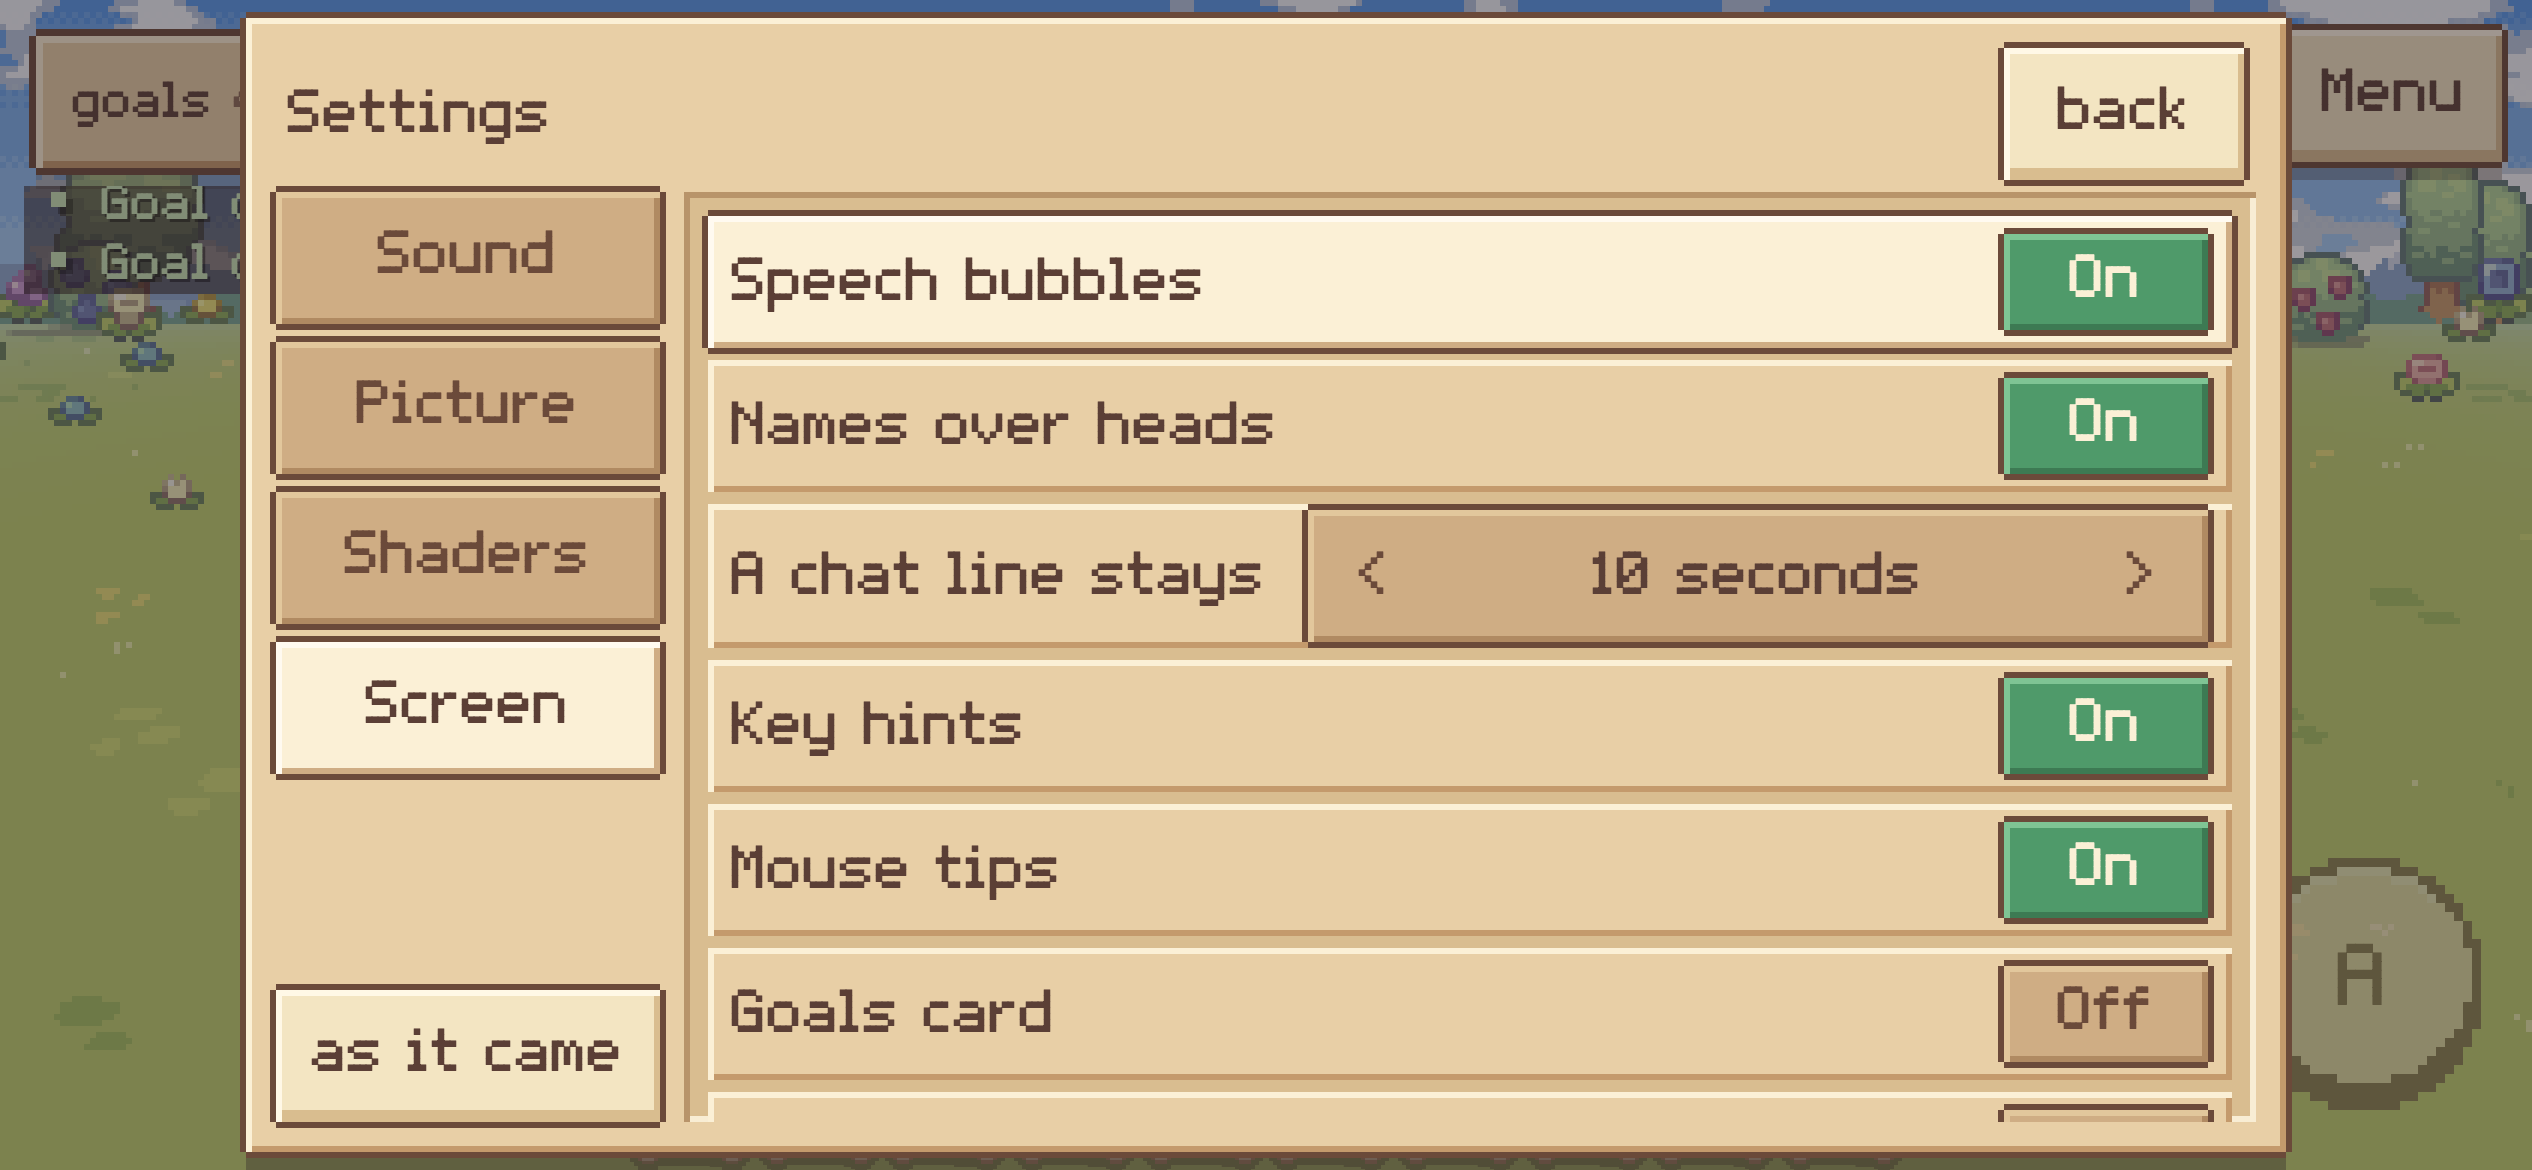 goals
Settings
back
Menu
Goal
Goal
Sound
Picture
Shaders
Screen
as it came
Speech bubbles On
Names over heads On
A chat line stays < 10 seconds >
Key hints On
Mouse tips On
Goals card Off
A